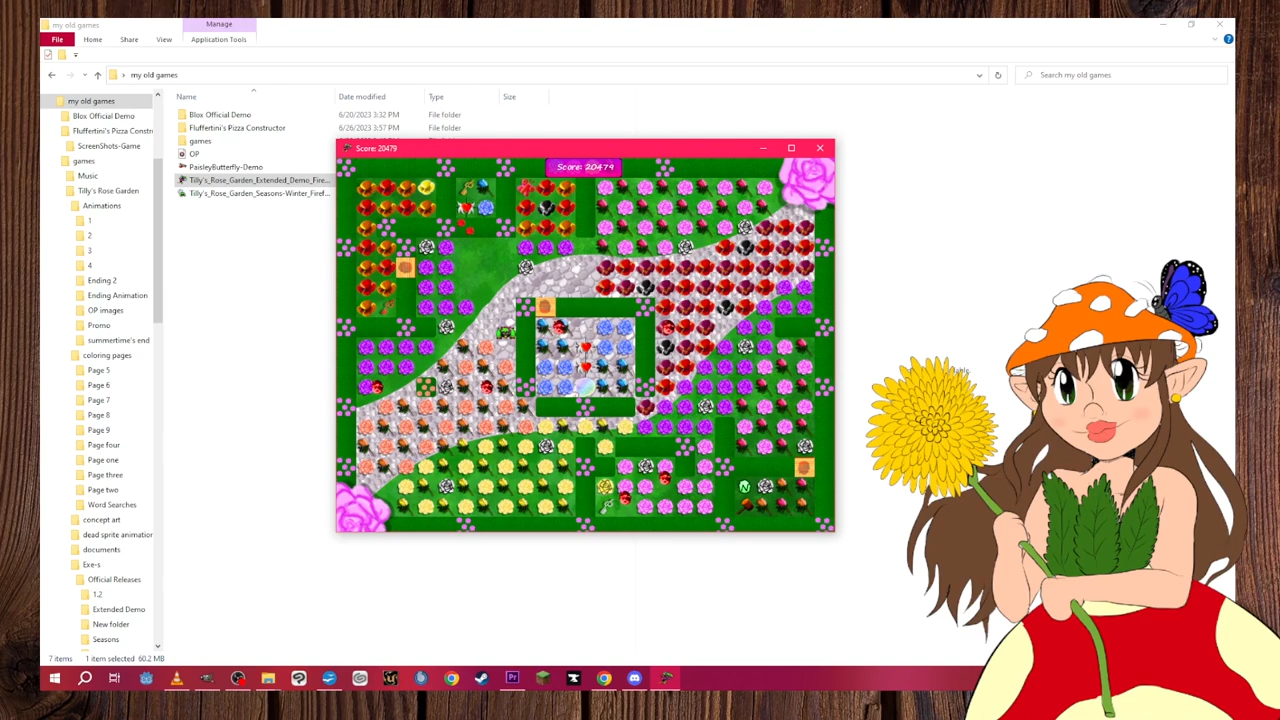 my old games
Manage
File
Home
Share
View
Application Tools
my old games
Search my old games
Name
Date modified
Type
Size
Blox Official Demo
6/20/2023 3:32 PM
File folder
Fluffertini's Pizza Constructor
6/26/2023 3:57 PM
File folder
games
OP
PaisleyButterfly-Demo
Tilly's_Rose_Garden_Extended_Demo_Fire...
Tilly's_Rose_Garden_Seasons-Winter_Firef...
my old games
Blox Official Demo
Fluffertini's Pizza Constr
ScreenShots-Game
games
Music
Tilly's Rose Garden
Animations
1
2
3
4
Ending 2
Ending Animation
OP images
Promo
summertime's end
coloring pages
Page 5
Page 6
Page 7
Page 8
Page 9
Page four
Page one
Page three
Page two
Word Searches
concept art
dead sprite animation
documents
Exe-s
Official Releases
1.2
Extended Demo
New folder
Seasons
Score: 20479
Score: 20479
N
7 items
1 item selected
60.2 MB
Pr